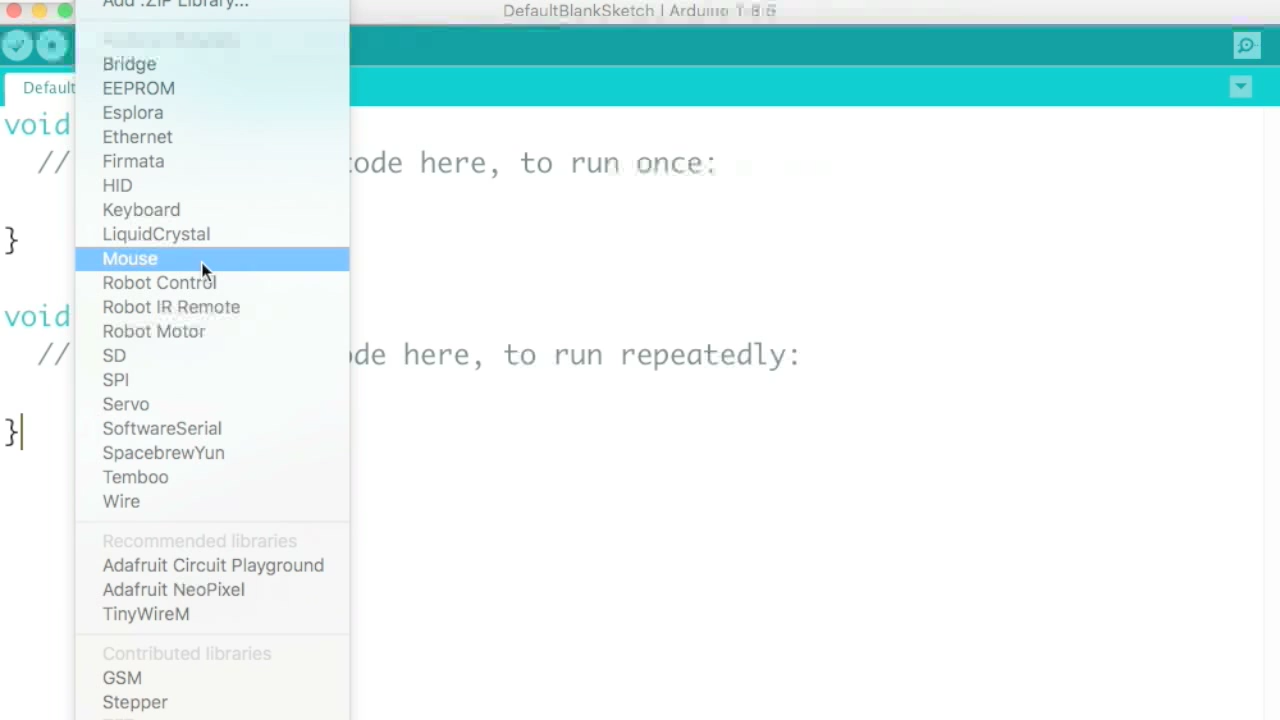 DefaultBlankSketch | Arduino 1.8.5
Add .ZIP Library...
Bridge
EEPROM
Esplora
Ethernet
Firmata
HID
Keyboard
LiquidCrystal
Mouse
Robot Control
Robot IR Remote
Robot Motor
SD
SPI
Servo
SoftwareSerial
SpacebrewYun
Temboo
Wire
Recommended libraries
Adafruit Circuit Playground
Adafruit NeoPixel
TinyWireM
Contributed libraries
GSM
Stepper
Default
void
// code here, to run once:
}
void
// ode here, to run repeatedly:
}